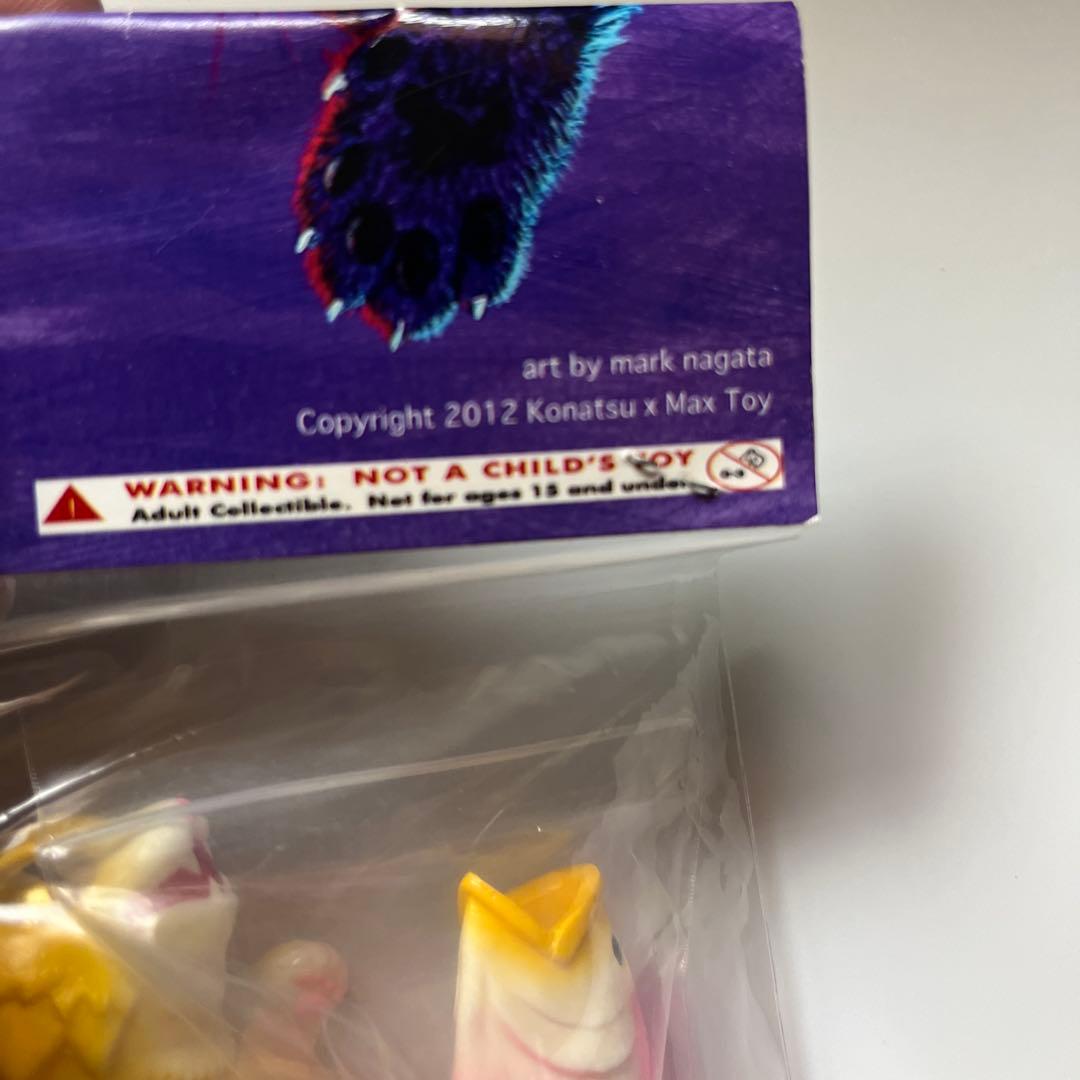 art by mark nagata
Copyright 2012 Konatsu x Max Toy
WARNING: NOT A CHILD'S TOY
Adult Collectible. Not for ages 15 and under.